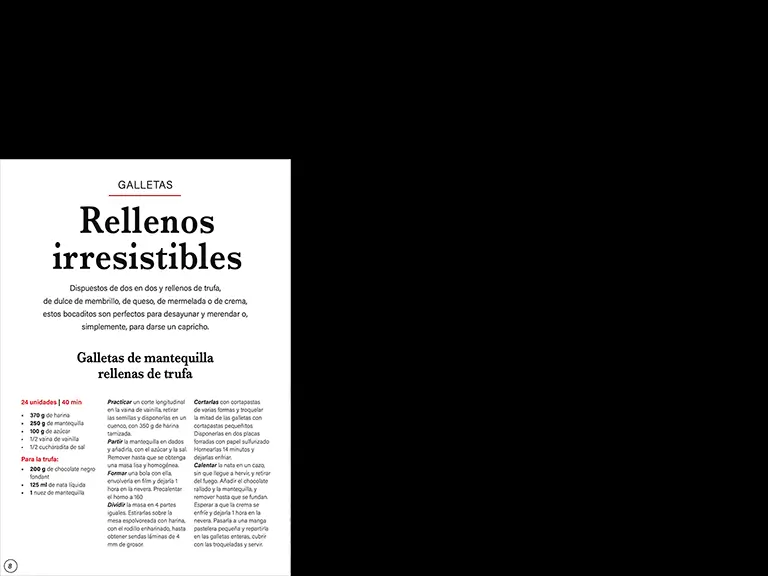 GALLETAS
Rellenos
irresistibles
Dispuestos de dos en dos y rellenos de trufa,
de dulce de membrillo, de queso, de mermelada o de crema,
estos bocaditos son perfectos para desayunar y merendar o,
simplemente, para darse un capricho.
Galletas de mantequilla
rellenas de trufa
24 unidades | 40 min
• 370 g de harina
• 250 g de mantequilla
• 100 g de azúcar
• 1/2 vaina de vainilla
• 1/2 cucharadita de sal
Para la trufa:
• 200 g de chocolate negro
fondant
• 125 ml de nata líquida
• 1 nuez de mantequilla
Practicar un corte longitudinal
en la vaina de vainilla, retirar
las semillas y disponerlas en un
cuenco, con 350 g de harina
tamizada.
Partir la mantequilla en dados
y añadirla, con el azúcar y la sal.
Remover hasta que se obtenga
una masa lisa y homogénea.
Formar una bola con ella,
envolverla en film y dejarla 1
hora en la nevera. Precalentar
el horno a 160
Dividir la masa en 4 partes
iguales. Estirarlas sobre la
mesa espolvoreada con harina,
con el rodillo enharinado, hasta
obtener sendas láminas de 4
mm de grosor.
Cortarlas con cortapastas
de varias formas y troquelar
la mitad de las galletas con
cortapastas pequeñitos
Disponerlas en dos placas
forradas con papel sulfurizado
Hornearlas 14 minutos y
dejarlas enfriar.
Calentar la nata en un cazo,
sin que llegue a hervir, y retirar
del fuego. Añadir el chocolate
rallado y la mantequilla, y
remover hasta que se fundan.
Esperar a que la crema se
enfríe y dejarla 1 hora en la
nevera. Pasarla a una manga
pastelera pequeña y repartirla
en las galletas enteras, cubrir
con las troqueladas y servir.
8